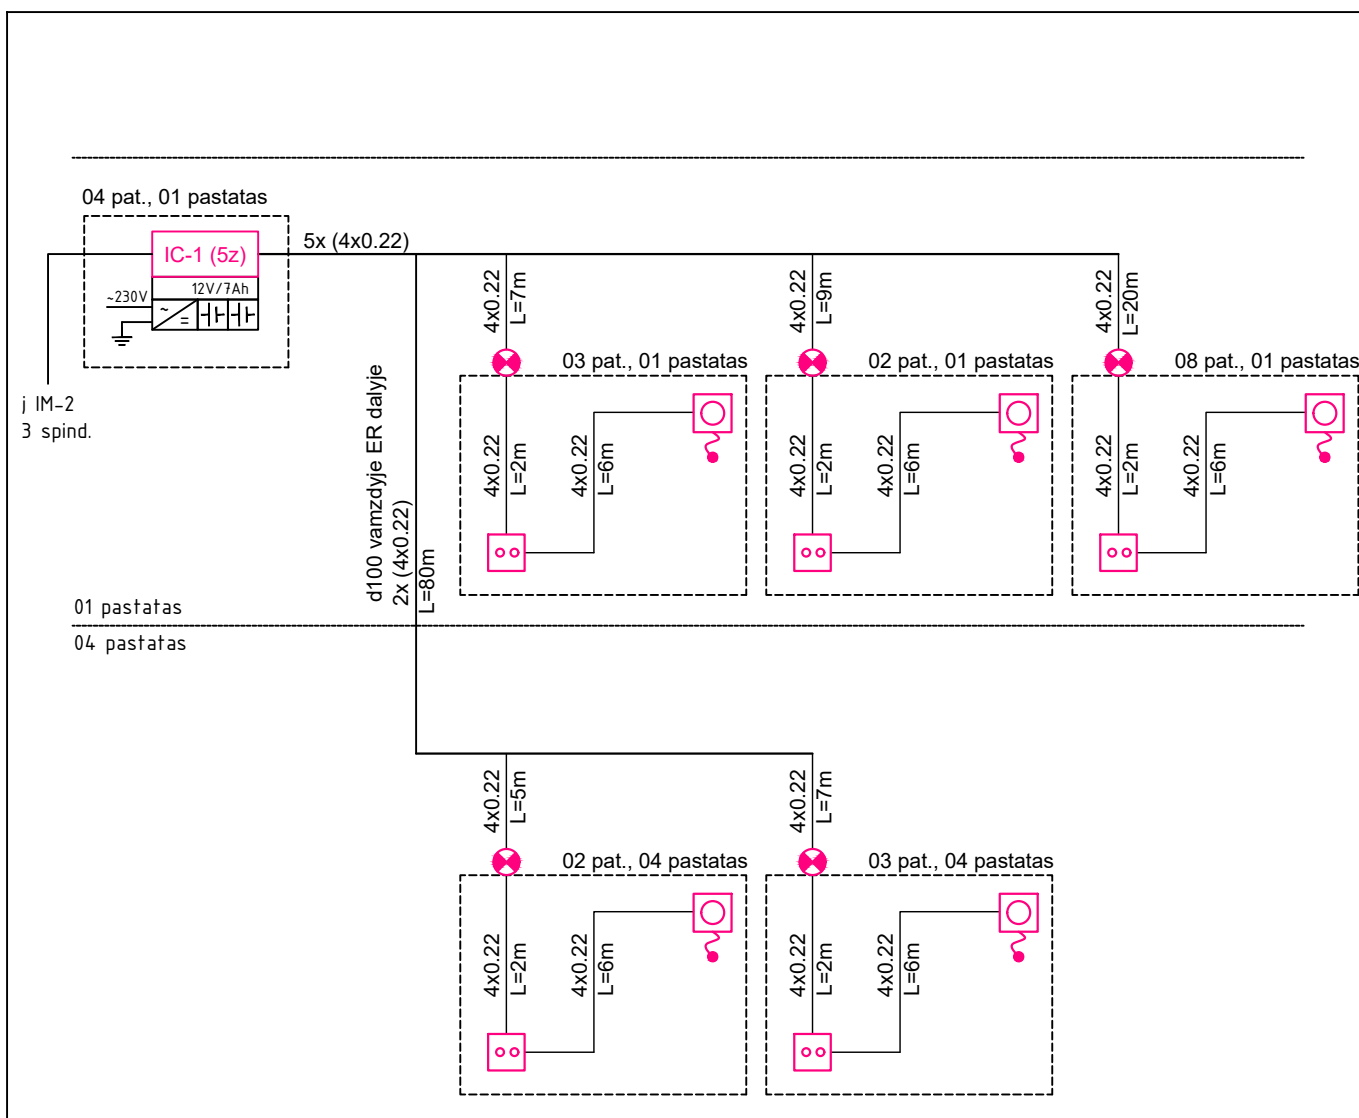 04 pat., 01 pastatas
IC-1 (5z)
5x (4x0.22)
12V/7Ah
~230V
~
=
į IM-2
3 spind.
4x0.22
L=7m
4x0.22
L=9m
4x0.22
L=20m
03 pat., 01 pastatas
02 pat., 01 pastatas
08 pat., 01 pastatas
4x0.22
L=2m
4x0.22
L=6m
4x0.22
L=2m
4x0.22
L=6m
4x0.22
L=2m
4x0.22
L=6m
d100 vamzdyje ER dalyje
2x (4x0.22)
L=80m
01 pastatas
04 pastatas
4x0.22
L=5m
4x0.22
L=7m
02 pat., 04 pastatas
03 pat., 04 pastatas
4x0.22
L=2m
4x0.22
L=6m
4x0.22
L=2m
4x0.22
L=6m